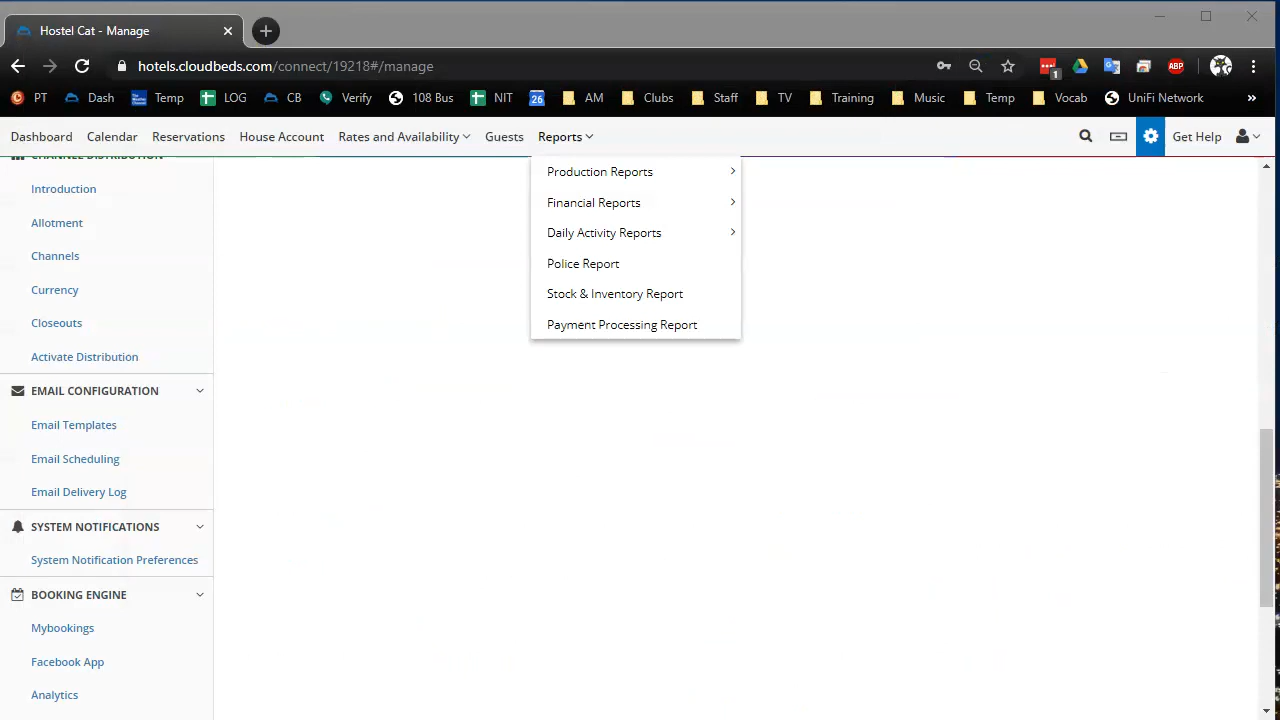 Hostel Cat - Manage
hotels.cloudbeds.com/connect/19218#/manage
1
ABP
PT
Dash
Temp
LOG
CB
Verify
108 Bus
NIT
26
AM
Clubs
Staff
TV
Training
Music
Temp
Vocab
UniFi Network
»
Dashboard
Calendar
Reservations
House Account
Rates and Availability
Guests
Reports
Get Help
CHANNEL DISTRIBUTION
Introduction
Allotment
Channels
Currency
Closeouts
Activate Distribution
EMAIL CONFIGURATION
Email Templates
Email Scheduling
Email Delivery Log
SYSTEM NOTIFICATIONS
System Notification Preferences
BOOKING ENGINE
Mybookings
Facebook App
Analytics
Production Reports
Financial Reports
Daily Activity Reports
Police Report
Stock & Inventory Report
Payment Processing Report